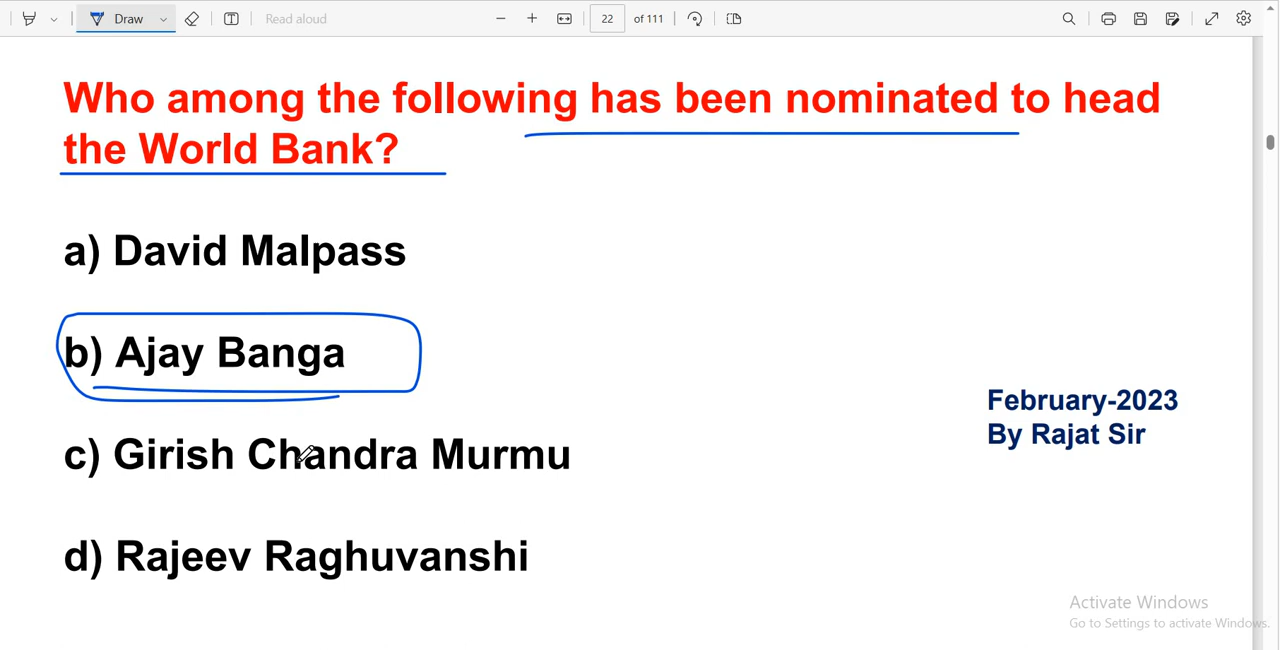 Draw
Read aloud
22
of 111
Who among the following has been nominated to head
the World Bank?
a) David Malpass
b) Ajay Banga
c) Girish Chandra Murmu
d) Rajeev Raghuvanshi
February-2023
By Rajat Sir
Activate Windows
Go to Settings to activate Windows.